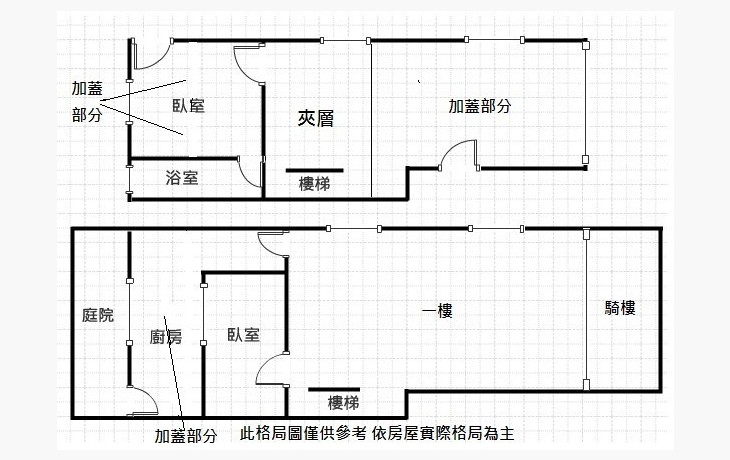 加蓋
部分
臥室
夾層
加蓋部分
浴室
樓梯
庭院
廚房
臥室
一樓
騎樓
樓梯
加蓋部分
此格局圖僅供參考 依房屋實際格局為主